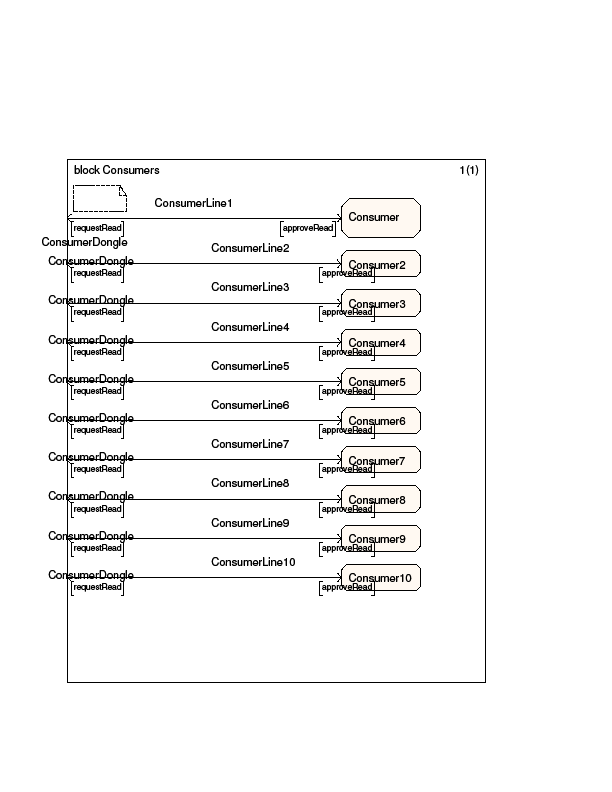 block Consumers 1(1)
ConsumerLine1
Consumer
requestRead approveRead
ConsumerDongle
ConsumerLine2
ConsumerDongle Consumer2
requestRead approveRead
ConsumerLine3
ConsumerDongle Consumer3
requestRead approveRead
ConsumerLine4
ConsumerDongle Consumer4
requestRead approveRead
ConsumerLine5
ConsumerDongle Consumer5
requestRead approveRead
ConsumerLine6
ConsumerDongle Consumer6
requestRead approveRead
ConsumerLine7
ConsumerDongle Consumer7
requestRead approveRead
ConsumerLine8
ConsumerDongle Consumer8
requestRead approveRead
ConsumerLine9
ConsumerDongle Consumer9
requestRead approveRead
ConsumerLine10
ConsumerDongle Consumer10
requestRead approveRead